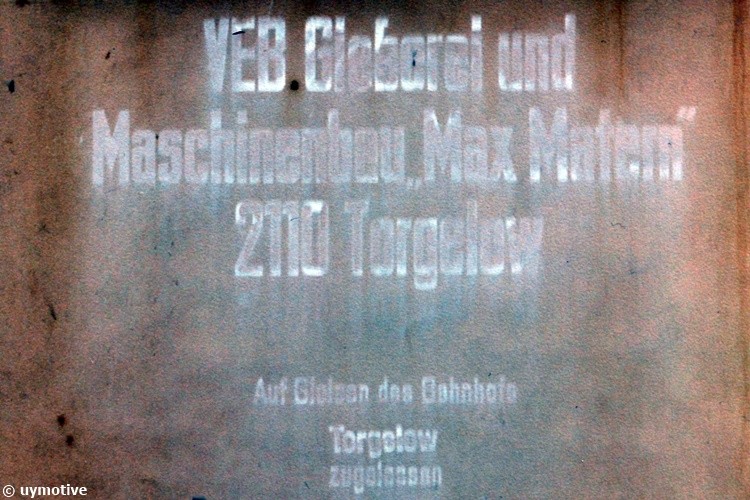 VEB Gießerei und
Maschinenbau „Max Matern“
2110 Torgelow
Auf Gleisen des Bahnhofs
Torgelow
zugelassen
© uymotive